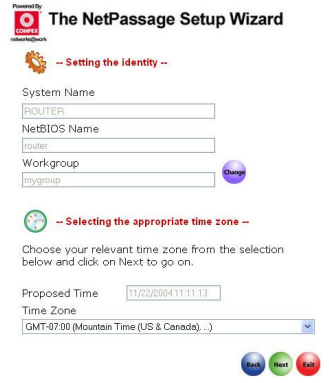 Powered By
COMPEX
networks@work
The NetPassage Setup Wizard
-- Setting the identity --
System Name
ROUTER
NetBIOS Name
router
Workgroup
mygroup
Change
-- Selecting the appropriate time zone --
Choose your relevant time zone from the selection
below and click on Next to go on.
Proposed Time
11/22/2004 11:11:13
Time Zone
GMT-07:00 (Mountain Time (US & Canada), ...)
Back
Next
Exit